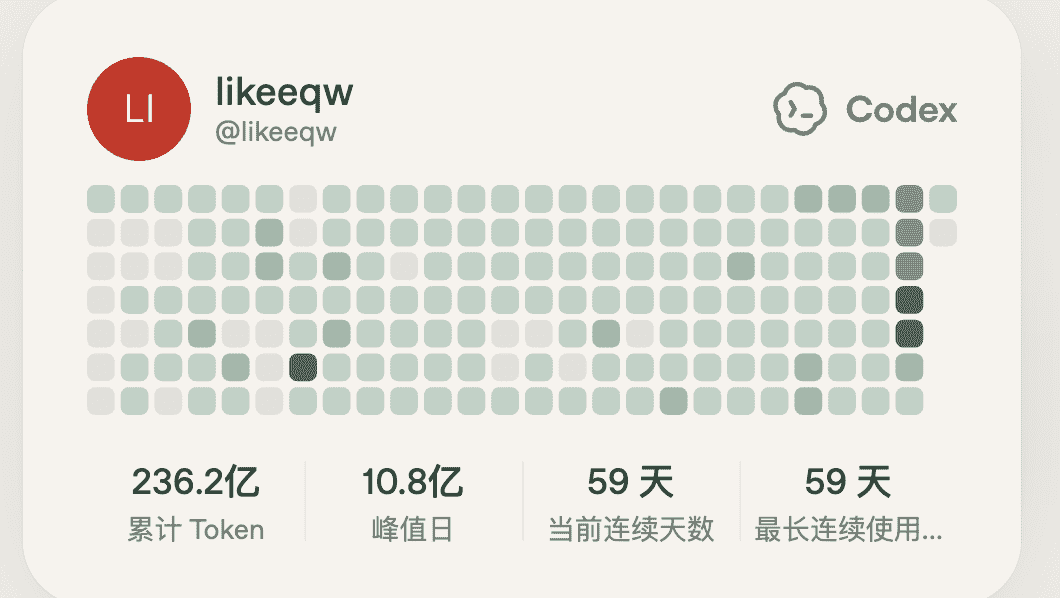 LI
likeeqw
@likeeqw
Codex
236.2亿
累计 Token
10.8亿
峰值日
59 天
当前连续天数
59 天
最长连续使用...